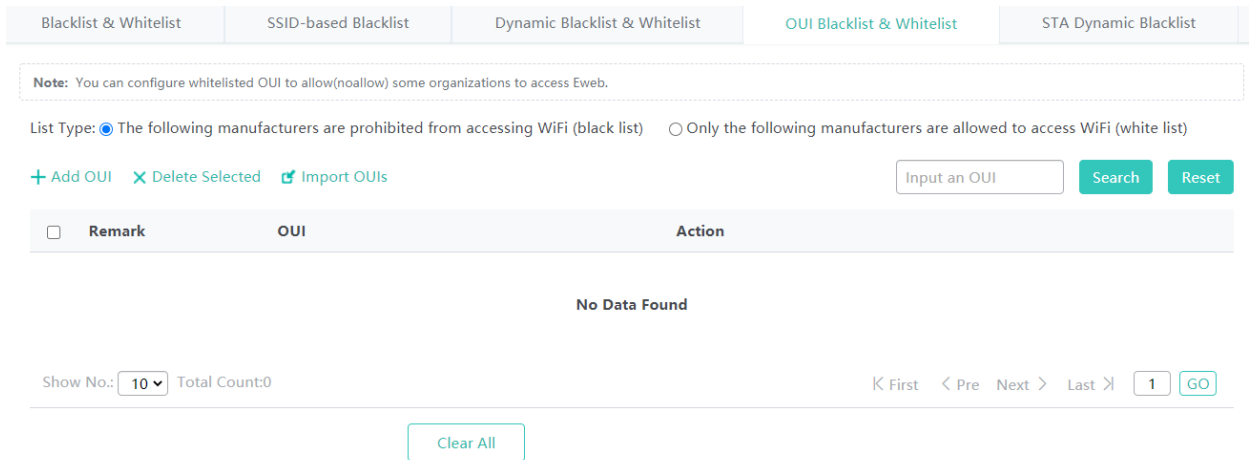 Blacklist & Whitelist SSID-based Blacklist Dynamic Blacklist & Whitelist OUI Blacklist & Whitelist STA Dynamic Blacklist
Note: You can configure whitelisted OUI to allow(noallow) some organizations to access Eweb.
List Type: The following manufacturers are prohibited from accessing WiFi (black list) Only the following manufacturers are allowed to access WiFi (white list)
Add OUI Delete Selected Import OUIs Input an OUI Search Reset
Remark OUI Action
No Data Found
Show No.: 10 Total Count:0 First Pre Next Last 1 GO
Clear All